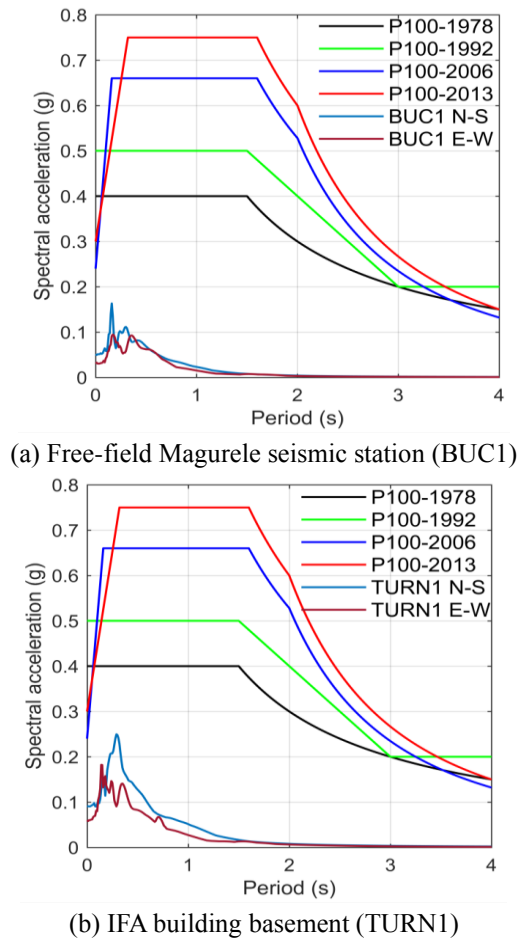 0.8
0.7
0.6
0.5
0.4
0.3
0.2
0.1
0
Spectral acceleration (g)
P100-1978
P100-1992
P100-2006
P100-2013
BUC1 N-S
BUC1 E-W
0 1 2 3 4
Period (s)
(a) Free-field Magurele seismic station (BUC1)
0.8
0.7
0.6
0.5
0.4
0.3
0.2
0.1
0
Spectral acceleration (g)
P100-1978
P100-1992
P100-2006
P100-2013
TURN1 N-S
TURN1 E-W
0 1 2 3 4
Period (s)
(b) IFA building basement (TURN1)